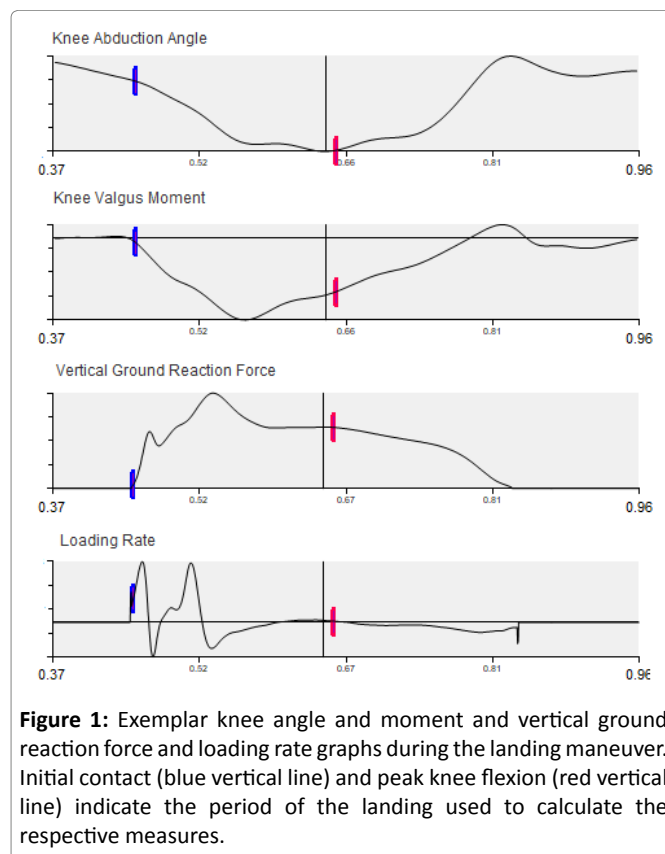 Knee Abduction Angle
0.37 0.52 0.66 0.81 0.96
Knee Valgus Moment
0.37 0.52 0.66 0.81 0.96
Vertical Ground Reaction Force
0.37 0.52 0.67 0.81 0.96
Loading Rate
0.37 0.52 0.67 0.81 0.96
Figure 1: Exemplar knee angle and moment and vertical ground
reaction force and loading rate graphs during the landing maneuver.
Initial contact (blue vertical line) and peak knee flexion (red vertical
line) indicate the period of the landing used to calculate the
respective measures.